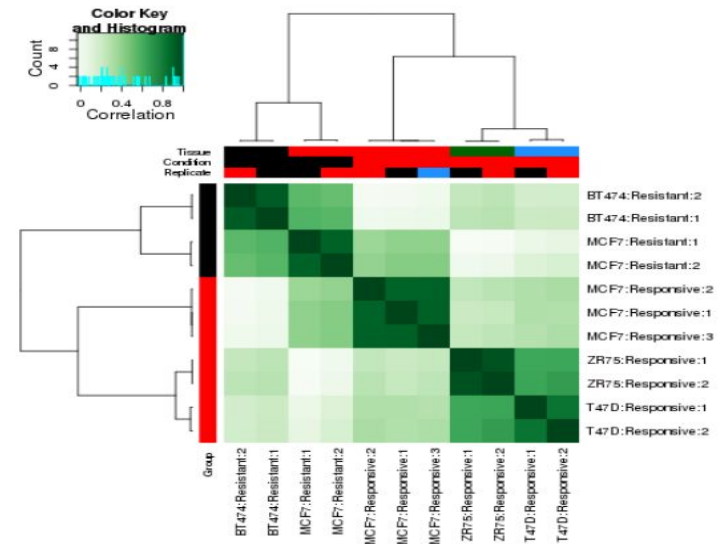 Color Key
and Histogram
Count
0 4 8
0 0.4 0.8
Correlation
Tissue
Condition
Replicate
BT474:Resistant:2
BT474:Resistant:1
MCF7:Resistant:1
MCF7:Resistant:2
MCF7:Responsive:2
MCF7:Responsive:1
MCF7:Responsive:3
ZR75:Responsive:1
ZR75:Responsive:2
T47D:Responsive:1
T47D:Responsive:2
Group
BT474:Resistant:2
BT474:Resistant:1
MCF7:Resistant:1
MCF7:Resistant:2
MCF7:Responsive:2
MCF7:Responsive:1
MCF7:Responsive:3
ZR75:Responsive:1
ZR75:Responsive:2
T47D:Responsive:1
T47D:Responsive:2